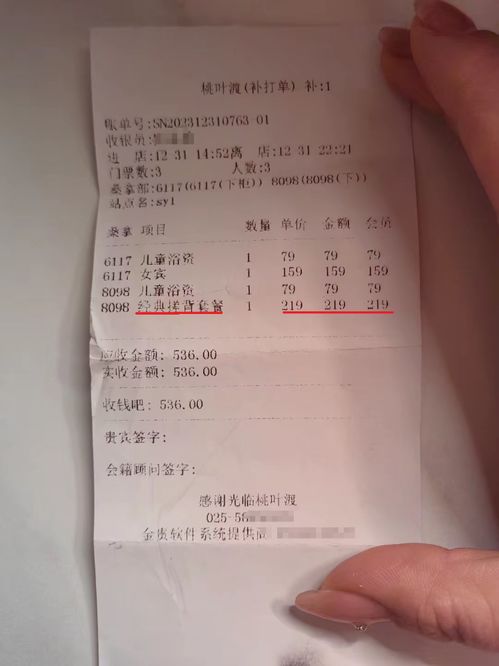 桃叶渡(补打单) 补:1
账单号:SN202312310763-01
收银员:
进 店:12-31 14:52离 店:12-31 22:21
门票数:3 人数:3
桑拿部:6117(6117(下柜)) 8098(8098(下))
站点名:sy1
桑拿 项目 数量 单价 金额 会员
6117 儿童浴资 1 79 79 79
6117 女宾 1 159 159 159
8098 儿童浴资 1 79 79 79
8098 经典搓背套餐 1 219 219 219
应收金额: 536.00
实收金额: 536.00
收钱吧: 536.00
贵宾签字:
会籍顾问签字:
感谢光临桃叶渡
025-58
金贵软件系统提供商